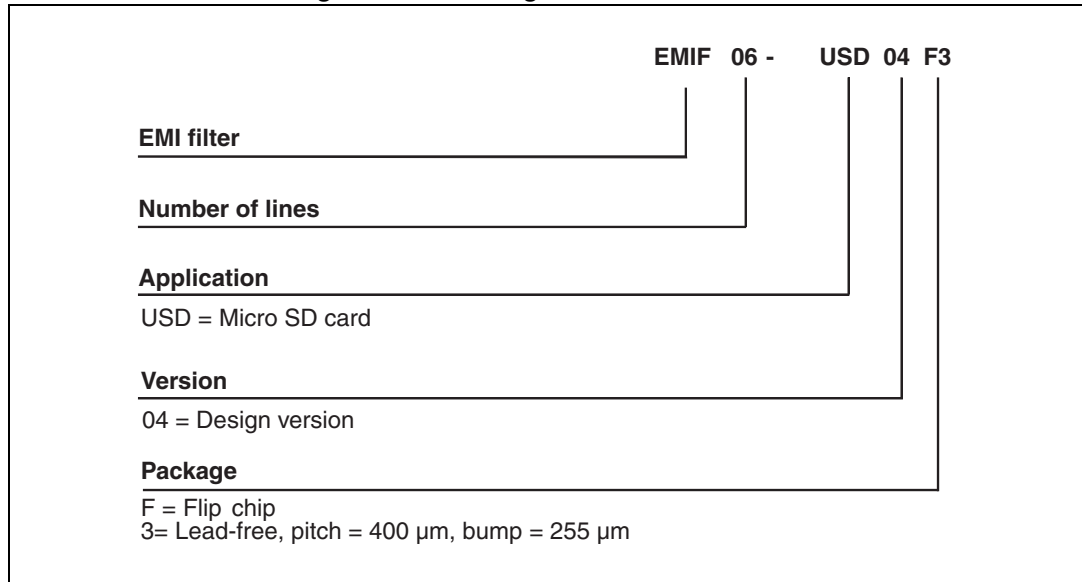 EMIF 06 - USD 04 F3
EMI filter
Number of lines
Application
USD = Micro SD card
Version
04 = Design version
Package
F = Flip chip
3= Lead-free, pitch = 400 µm, bump = 255 µm